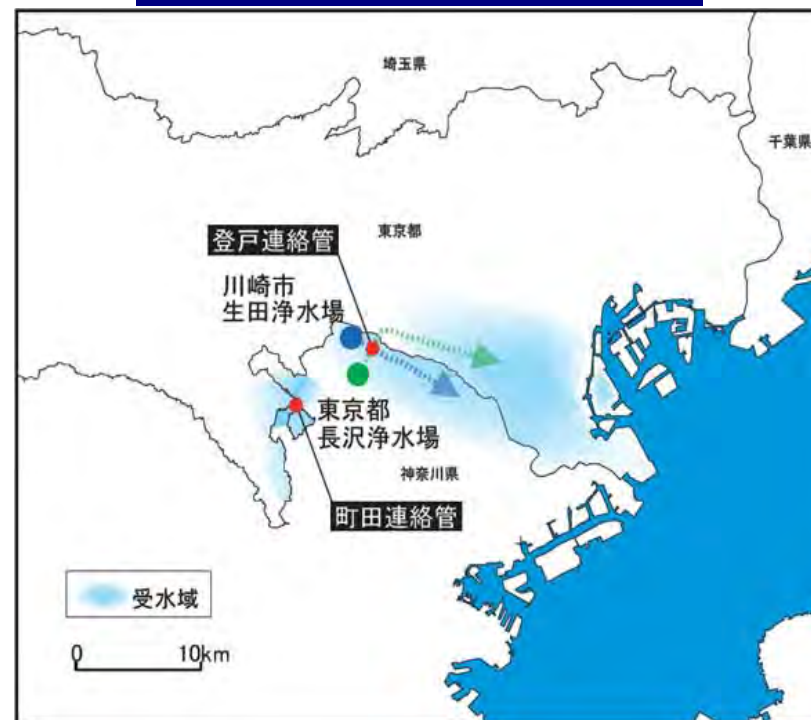 埼玉県
千葉県
東京都
登戸連絡管
川崎市
生田浄水場
東京都
長沢浄水場
神奈川県
町田連絡管
受水域
0 10km